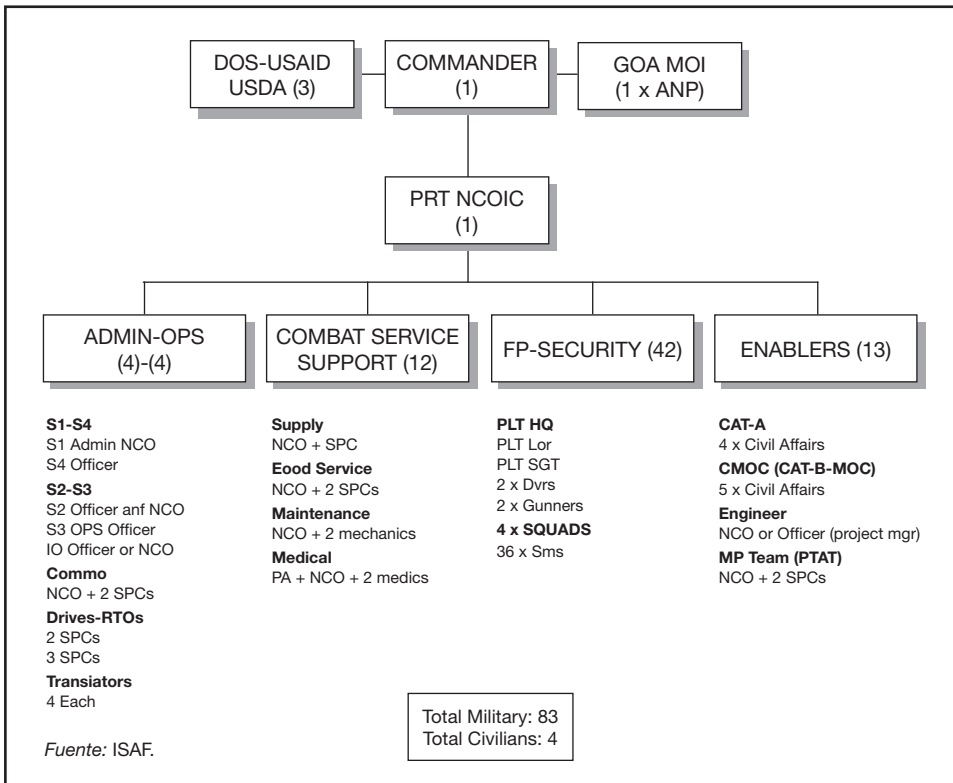 DOS-USAID
USDA (3)
COMMANDER
(1)
GOA MOI
(1 x ANP)
PRT NCOIC
(1)
ADMIN-OPS
(4)-(4)
COMBAT SERVICE
SUPPORT (12)
FP-SECURITY (42)
ENABLERS (13)
S1-S4
S1 Admin NCO
S4 Officer
S2-S3
S2 Officer anf NCO
S3 OPS Officer
IO Officer or NCO
Commo
NCO + 2 SPCs
Drives-RTOs
2 SPCs
3 SPCs
Transiators
4 Each
Supply
NCO + SPC
Eood Service
NCO + 2 SPCs
Maintenance
NCO + 2 mechanics
Medical
PA + NCO + 2 medics
PLT HQ
PLT Lor
PLT SGT
2 x Dvrs
2 x Gunners
4 x SQUADS
36 x Sms
CAT-A
4 x Civil Affairs
CMOC (CAT-B-MOC)
5 x Civil Affairs
Engineer
NCO or Officer (project mgr)
MP Team (PTAT)
NCO + 2 SPCs
Total Military: 83
Total Civilians: 4
Fuente: ISAF.